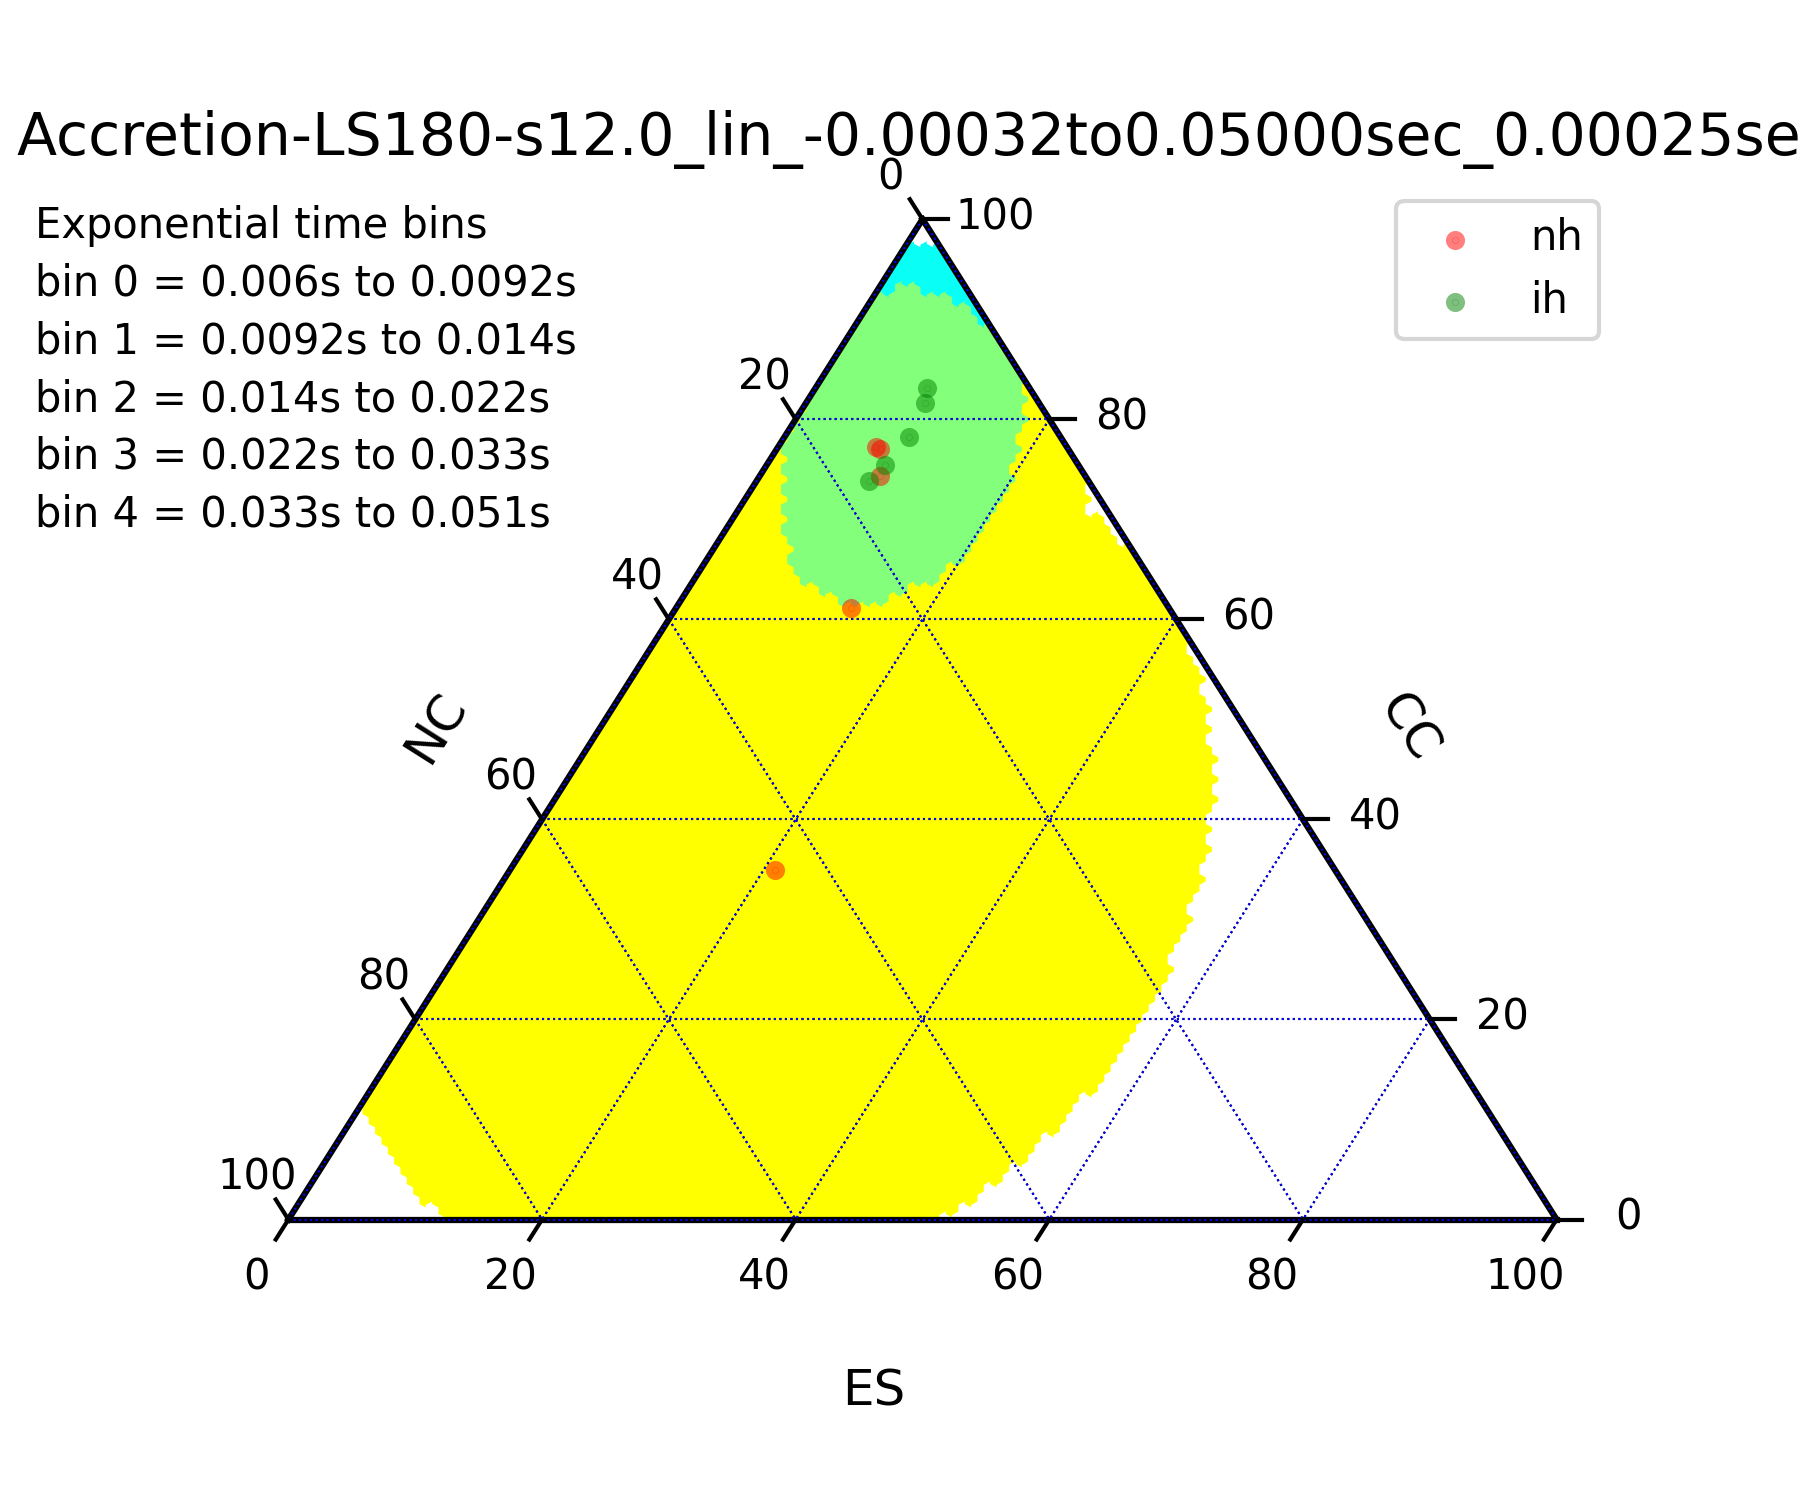 Accretion-LS180-s12.0_lin_-0.00032to0.05000sec_0.00025se
0
100
Exponential time bins
bin 0 = 0.006s to 0.0092s
bin 1 = 0.0092s to 0.014s
bin 2 = 0.014s to 0.022s
bin 3 = 0.022s to 0.033s
bin 4 = 0.033s to 0.051s
nh
ih
20
80
40
60
NC
CC
60
40
80
20
100
0
0
20
40
60
80
100
ES